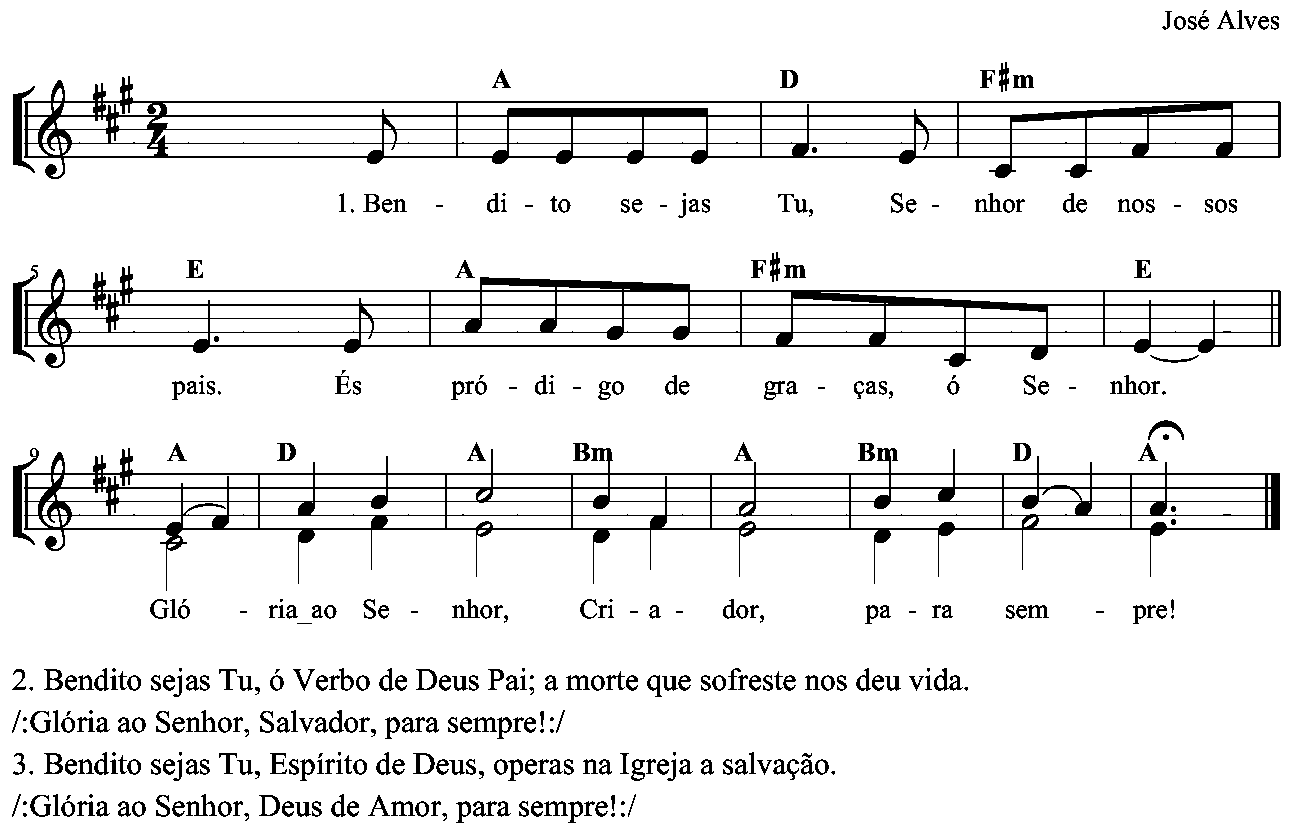 José Alves
A D F#m
1. Ben - di - to se - jas Tu, Se - nhor de nos - sos
5 E A F#m E
pais. És pró - di - go de gra - ças, ó Se - nhor.
9 A D A Bm A Bm D A
Gló - ria_ao Se - nhor, Cri - a - dor, pa - ra sem - pre!
2. Bendito sejas Tu, ó Verbo de Deus Pai; a morte que sofreste nos deu vida.
/:Glória ao Senhor, Salvador, para sempre!:/
3. Bendito sejas Tu, Espírito de Deus, operas na Igreja a salvação.
/:Glória ao Senhor, Deus de Amor, para sempre!:/